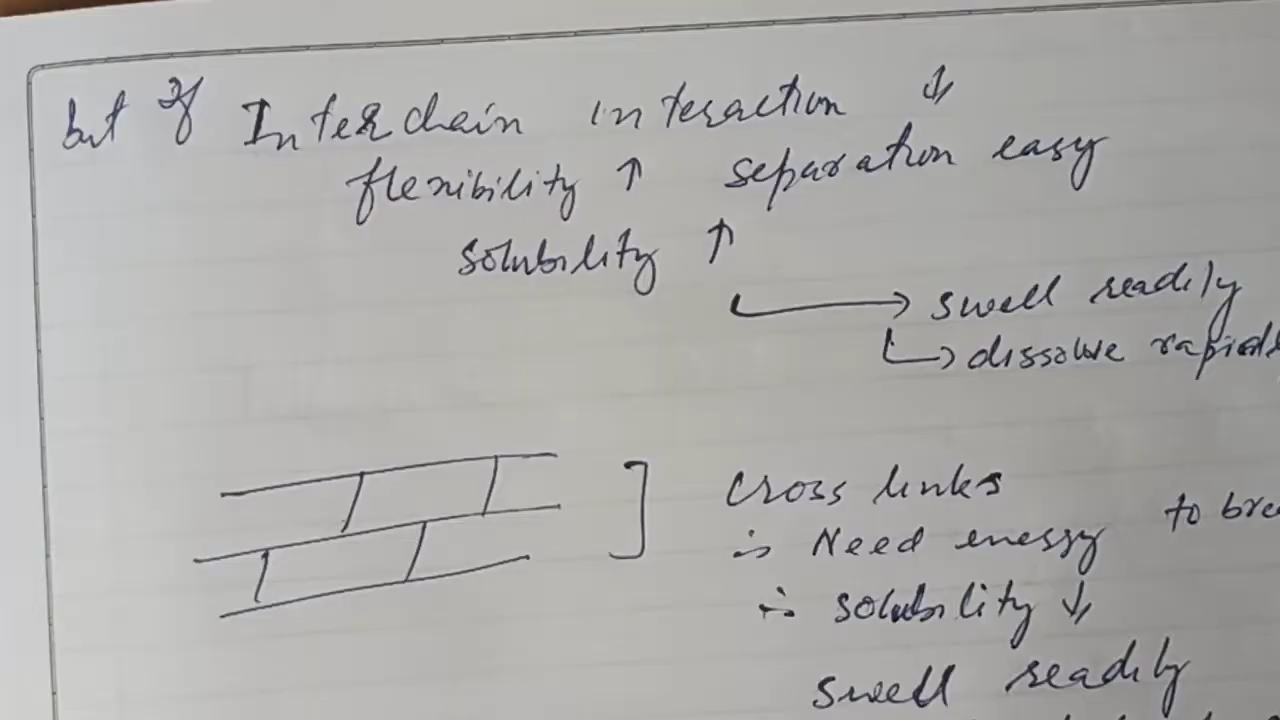 but If Interchain interaction ↓
flexibility ↑ separation easy
solubility ↑
→ swell readily
→ dissolve
Cross links
∴ Need energy to
∴ solubility ↓
swell readily